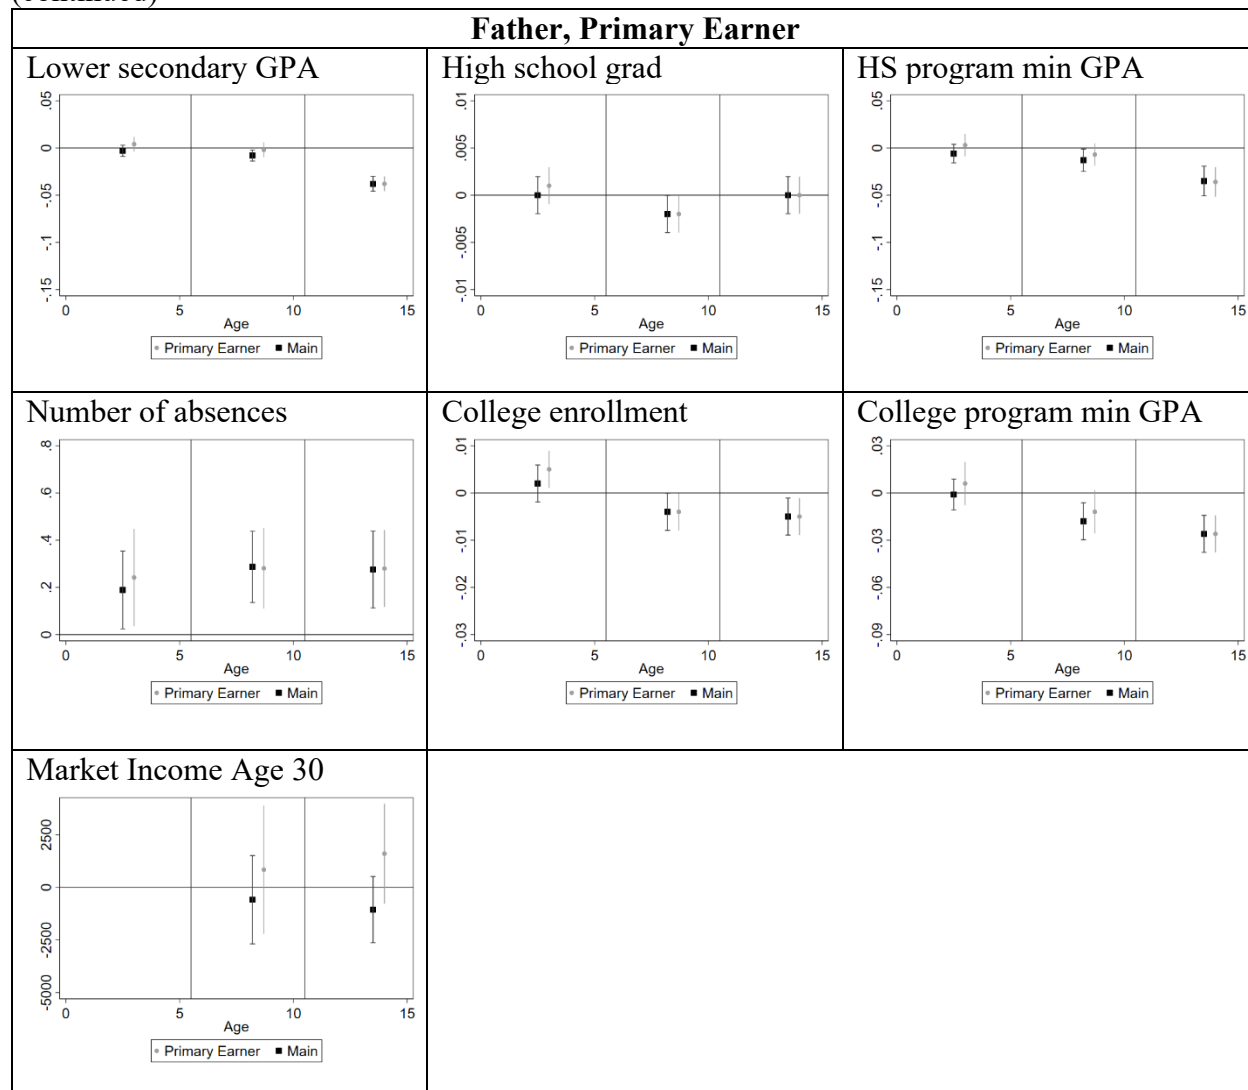 (continued)
Father, Primary Earner
Lower secondary GPA
.05
0
-.05
-.1
-.15
0 5 10 15
Age
Primary Earner Main
High school grad
.01
.005
0
-.005
-.01
0 5 10 15
Age
Primary Earner Main
HS program min GPA
.05
0
-.05
-.1
-.15
0 5 10 15
Age
Primary Earner Main
Number of absences
.8
.6
.4
.2
0
0 5 10 15
Age
Primary Earner Main
College enrollment
.01
0
-.01
-.02
-.03
0 5 10 15
Age
Primary Earner Main
College program min GPA
.03
0
-.03
-.06
-.09
0 5 10 15
Age
Primary Earner Main
Market Income Age 30
2500
0
-2500
-5000
0 5 10 15
Age
Primary Earner Main